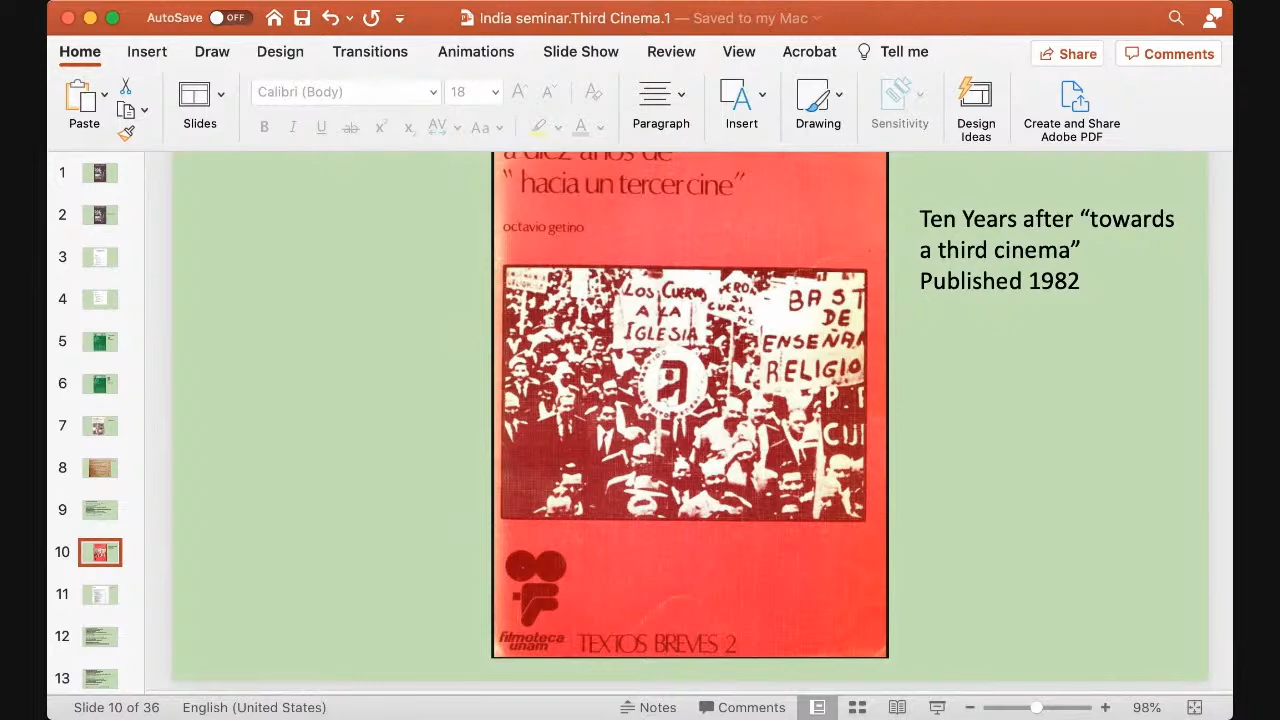 AutoSave OFF
India seminar.Third Cinema.1 — Saved to my Mac
Home Insert Draw Design Transitions Animations Slide Show Review View Acrobat Tell me
Share Comments
Calibri (Body) 18
Paste Slides Paragraph Insert Drawing Sensitivity Design Ideas Create and Share Adobe PDF
1
2
3
4
5
6
7
8
9
10
11
12
13
a diez años de
“ hacia un tercer cine”
octavio getino
LOS CUERVOS
A LA
IGLESIA
BAST
DE
ENSEÑAN
RELIGIO
filmoteca
unam
TEXTOS BREVES 2
Ten Years after “towards
a third cinema”
Published 1982
Slide 10 of 36 English (United States) Notes Comments 98%